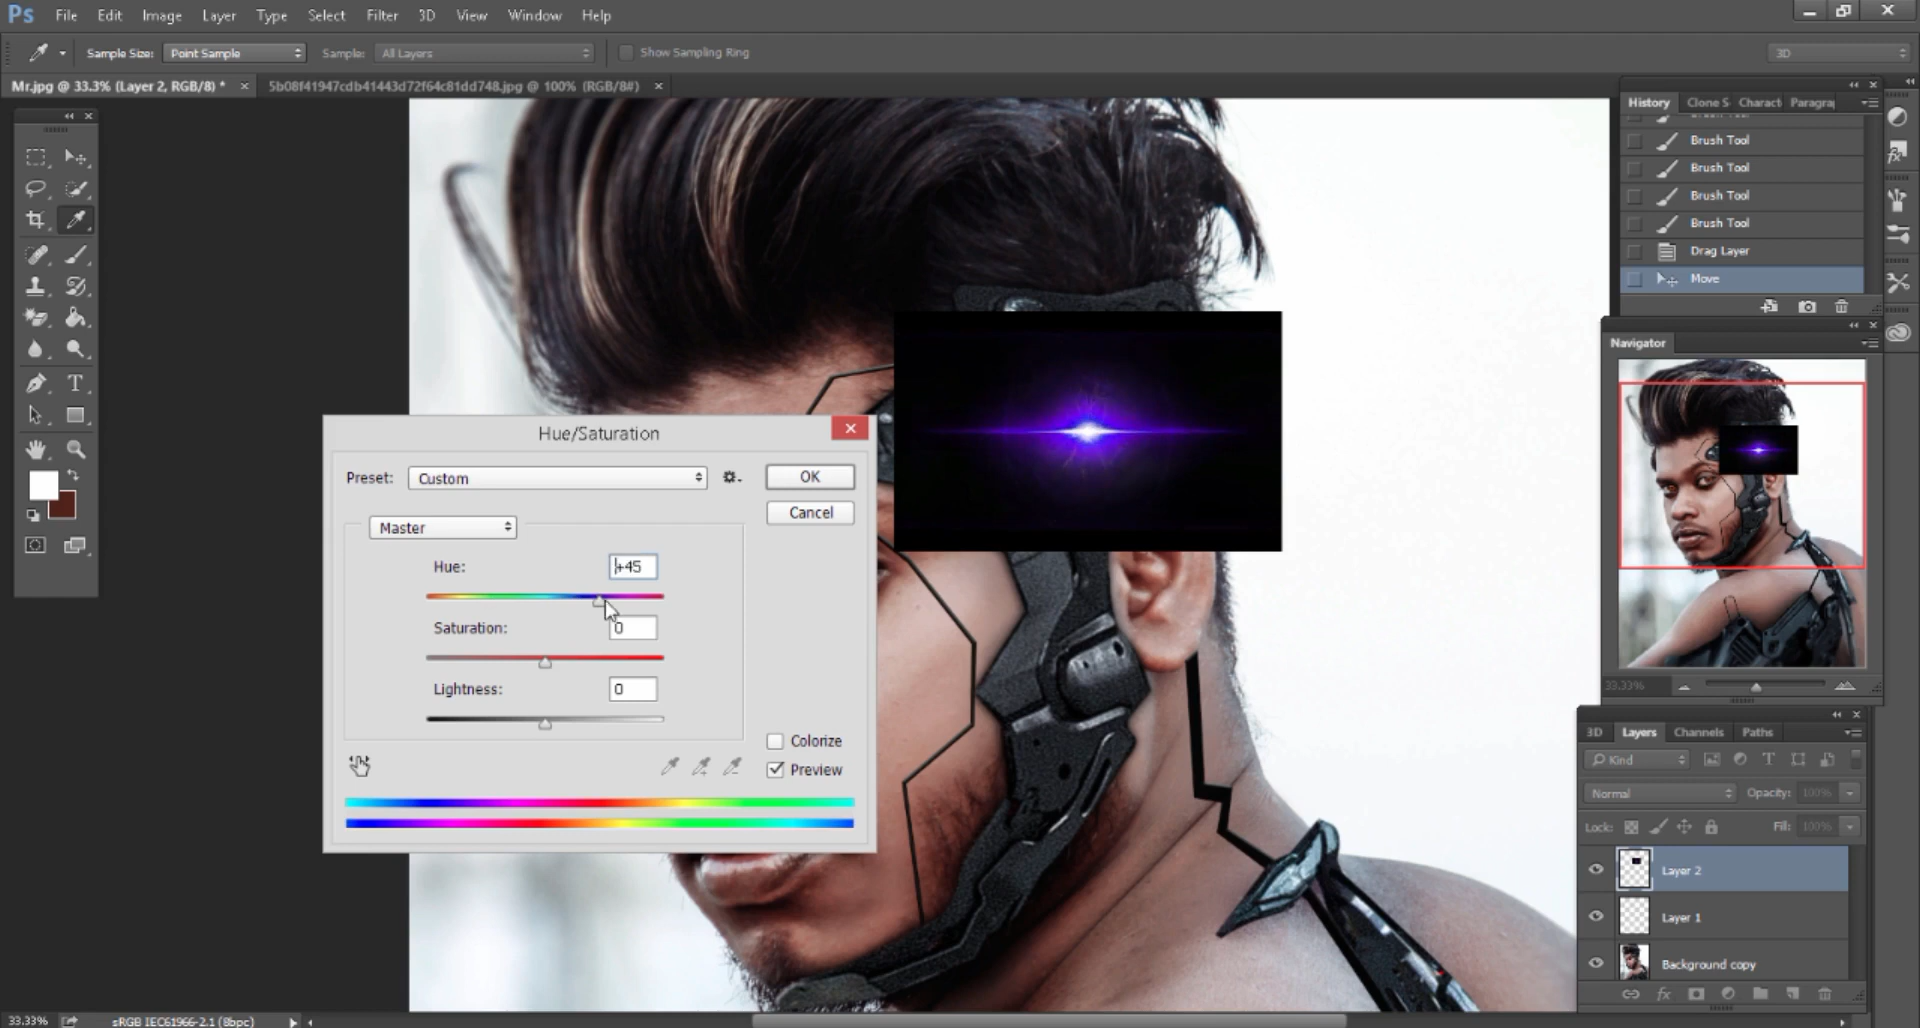 Ps File Edit Image Layer Type Select Filter 3D View Window Help
Sample Size: Point Sample Sample: All Layers Show Sampling Ring 3D
Mr.jpg @ 33.3% (Layer 2, RGB/8) * × 5b08f41947cdb41443d72f64c81dd748.jpg @ 100% (RGB/8#) ×
History Clone S Charact Paragra
Brush Tool
Brush Tool
Brush Tool
Brush Tool
Brush Tool
Drag Layer
Move
Navigator
33.33%
Hue/Saturation
Preset: Custom OK
Cancel
Master
Hue: +45
Saturation: 0
Lightness: 0
Colorize
Preview
3D Layers Channels Paths
Kind
Normal Opacity: 100%
Lock: Fill: 100%
Layer 2
Layer 1
Background copy
33.33% sRGB IEC61966-2.1 (8bpc)